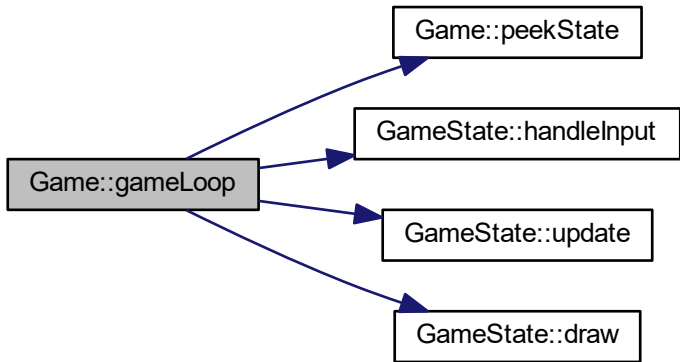 Game::peekState
GameState::handleInput
Game::gameLoop
GameState::update
GameState::draw